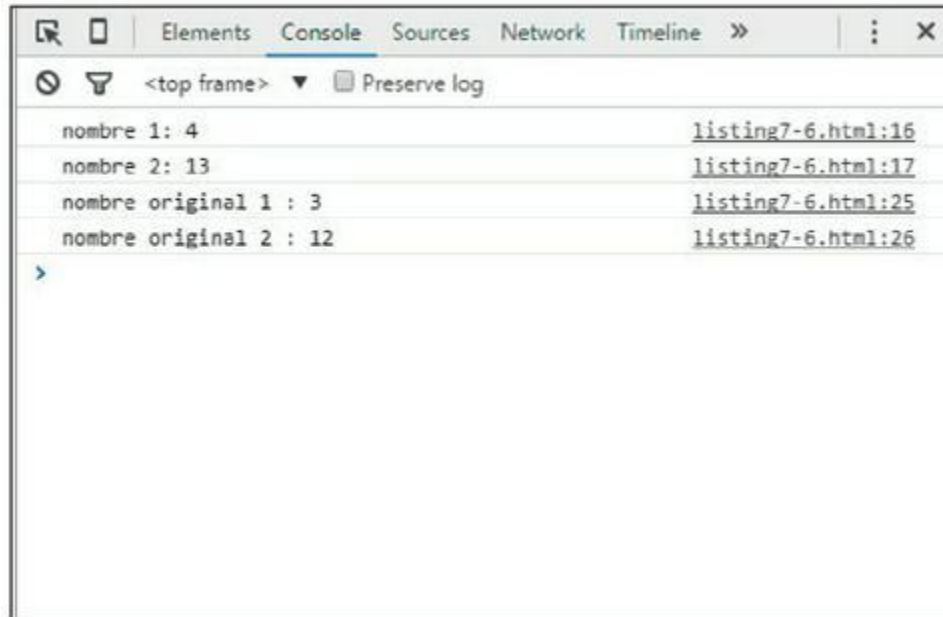 Elements Console Sources Network Timeline »
<top frame> ▼ Preserve log
nombre 1: 4 listing7-6.html:16
nombre 2: 13 listing7-6.html:17
nombre original 1 : 3 listing7-6.html:25
nombre original 2 : 12 listing7-6.html:26
>